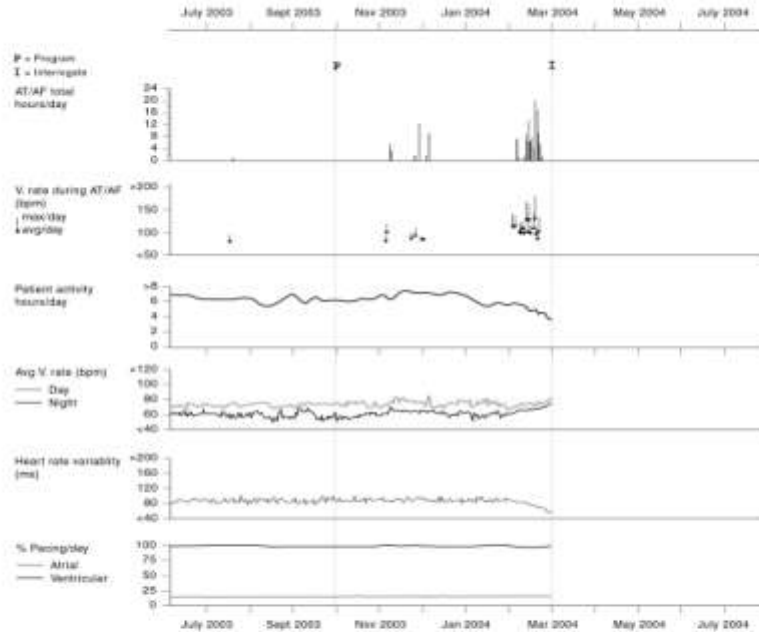 July 2003 Sept 2003 Nov 2003 Jan 2004 Mar 2004 May 2004 July 2004
P = Program
I = Interrogate
P I
AT/AF total
hours/day
24
20
16
12
8
4
0
V. rate during AT/AF
(bpm)
max/day
avg/day
>200
150
100
<50
Patient activity
hours/day
>8
6
4
2
0
Avg V. rate (bpm)
Day
Night
>120
100
80
60
<40
Heart rate variability
(ms)
>200
160
120
80
<40
% Pacing/day
Atrial
Ventricular
100
75
50
25
0
July 2003 Sept 2003 Nov 2003 Jan 2004 Mar 2004 May 2004 July 2004